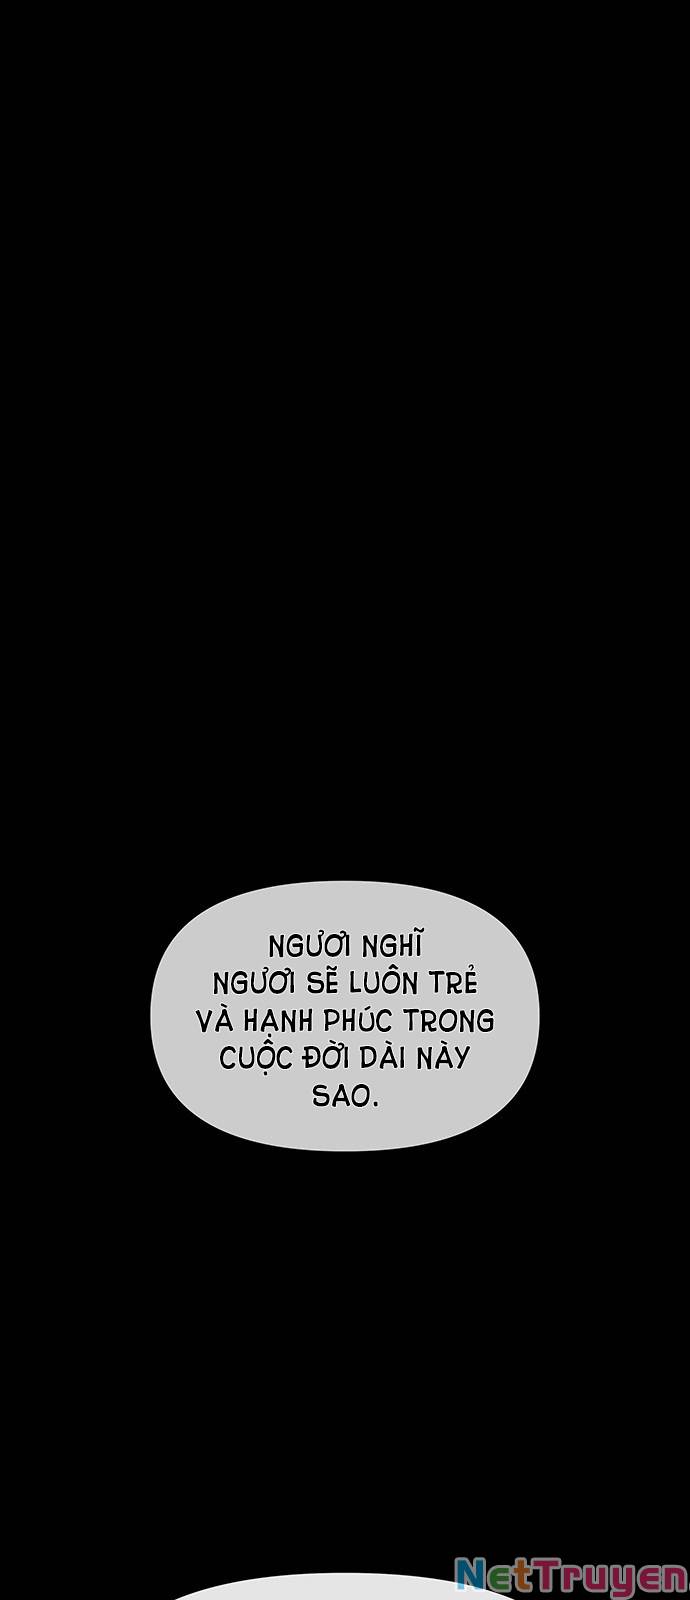 NGƯƠI NGHĨ
NGƯƠI SẼ LUÔN TRẺ
VÀ HẠNH PHÚC TRONG
CUỘC ĐỜI DÀI NÀY
SAO.
NetTruyen